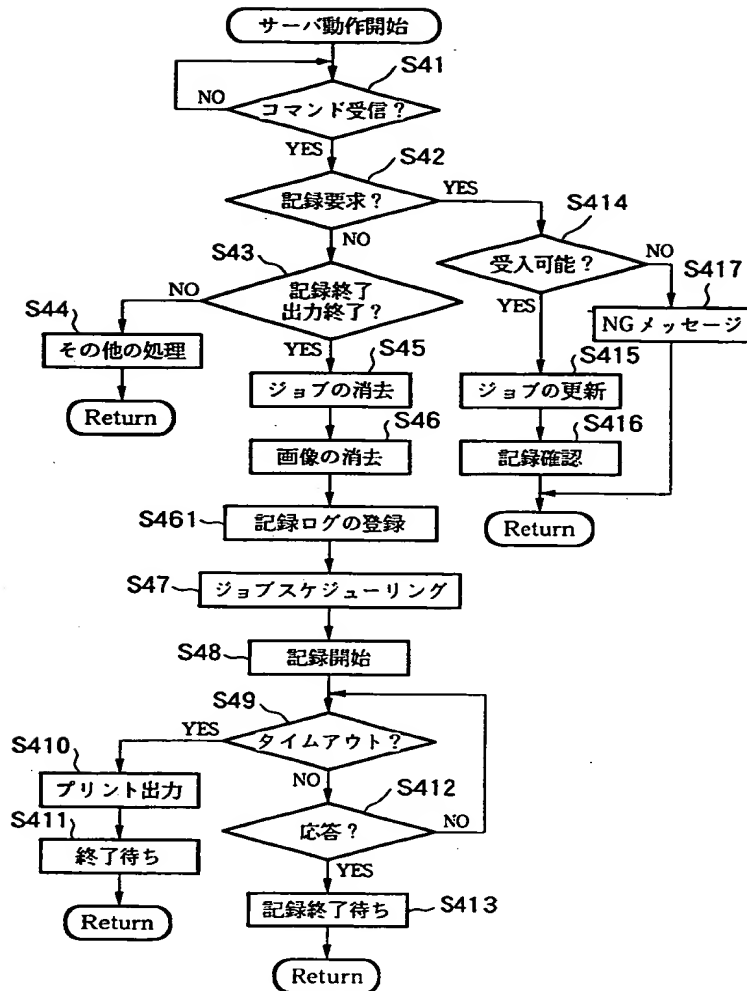 サーバ動作開始
S41
NO
コマンド受信?
YES
S42
記録要求?
YES
NO
S414
受入可能?
NO
YES
S417
NGメッセージ
S43
NO
記録終了
出力終了?
YES
S44
その他の処理
Return
S45
ジョブの消去
S415
ジョブの更新
S46
画像の消去
S416
記録確認
Return
S461
記録ログの登録
S47
ジョブスケジューリング
S48
記録開始
S49
YES
タイムアウト?
NO
S410
プリント出力
S411
終了待ち
Return
S412
応答?
NO
YES
記録終了待ち
S413
Return